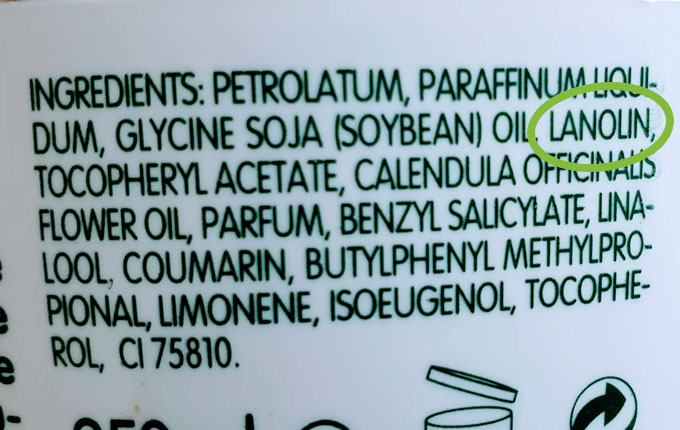 INGREDIENTS: PETROLATUM, PARAFFINUM LIQUI-
DUM, GLYCINE SOJA (SOYBEAN) OIL, LANOLIN,
TOCOPHERYL ACETATE, CALENDULA OFFICINALIS
FLOWER OIL, PARFUM, BENZYL SALICYLATE, LINA-
LOOL, COUMARIN, BUTYLPHENYL METHYLPRO-
PIONAL, LIMONENE, ISOEUGENOL, TOCOPHE-
ROL, CI 75810.